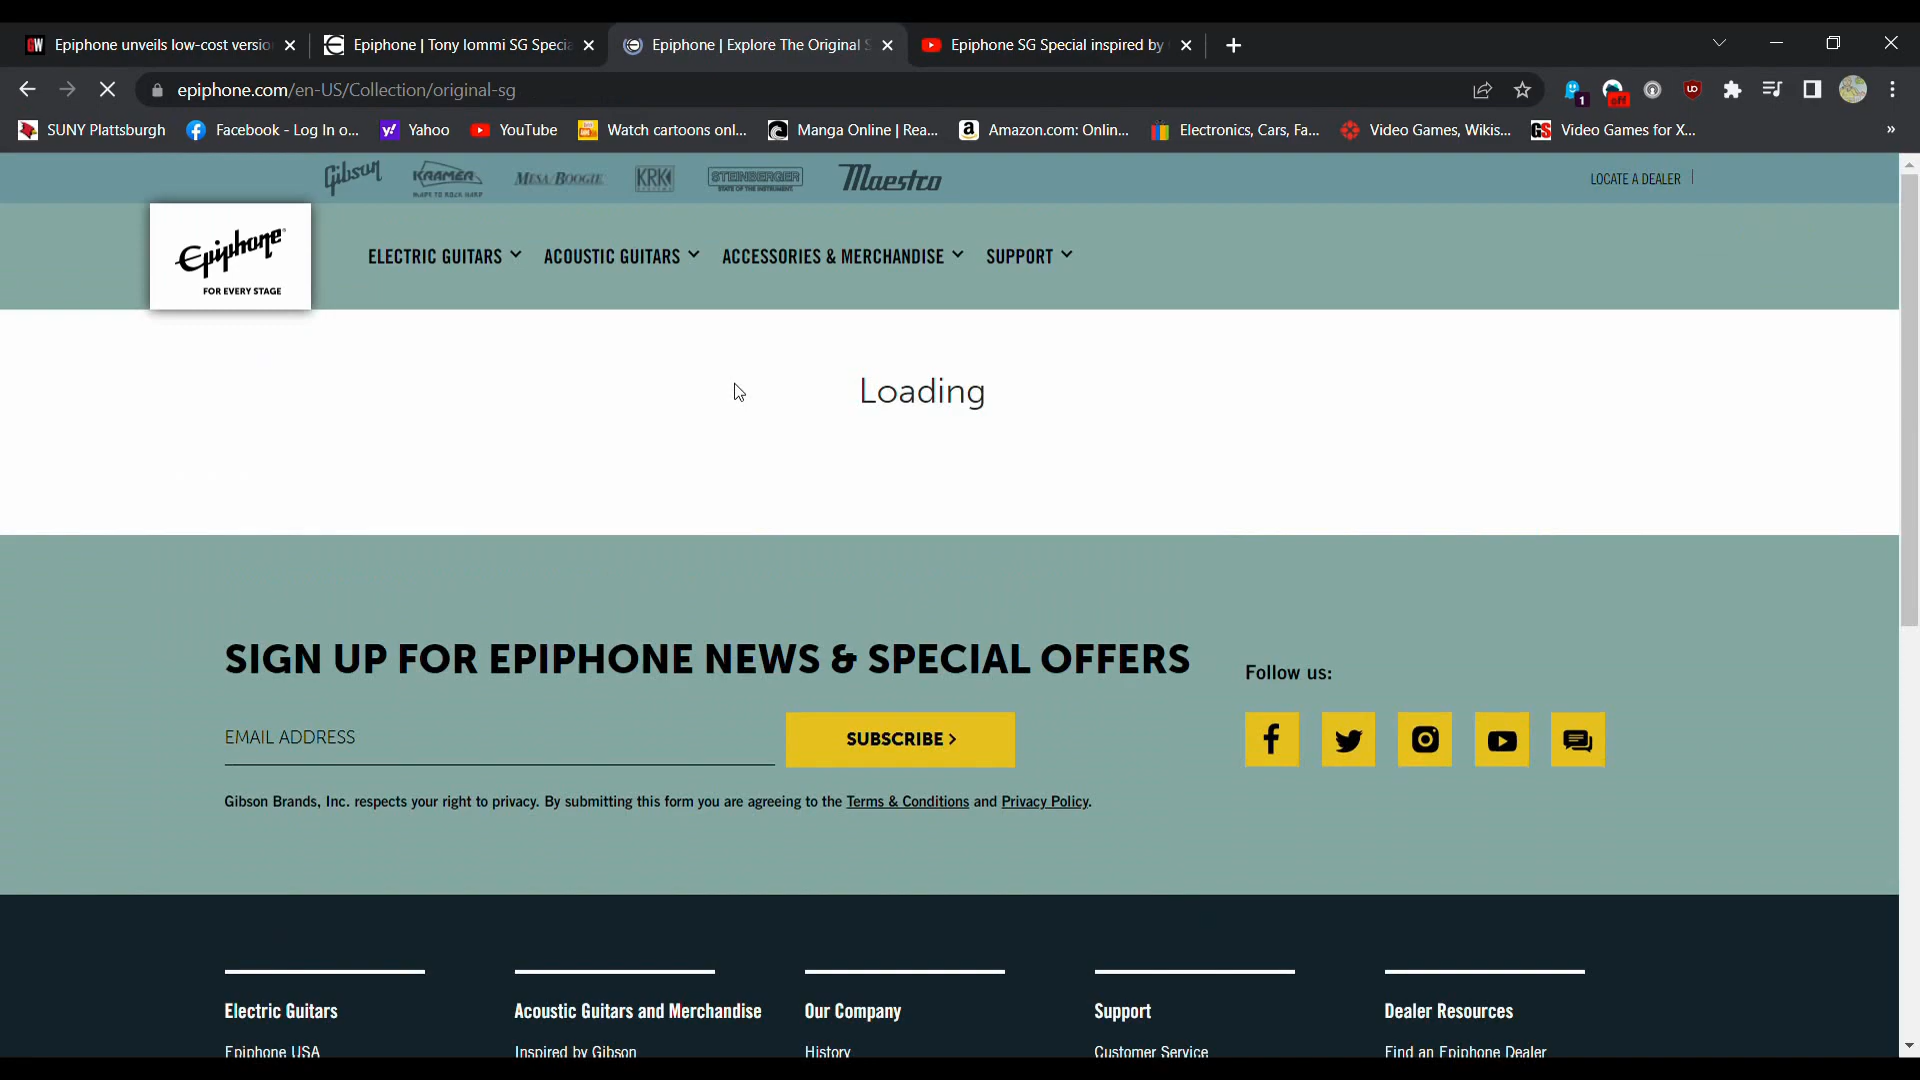 Epiphone unveils low-cost versio
Epiphone | Tony Iommi SG Specia
Epiphone | Explore The Original S
Epiphone SG Special inspired by
epiphone.com/en-US/Collection/original-sg
1
off
SUNY Plattsburgh
Facebook - Log In o...
Yahoo
YouTube
Watch cartoons onl...
Manga Online | Rea...
Amazon.com: Onlin...
Electronics, Cars, Fa...
Video Games, Wikis...
Video Games for X...
»
Gibson
KRAMER
MADE TO ROCK HARD
MESA/BOOGIE
KRK
SYSTEMS
STEINBERGER
STATE OF THE INSTRUMENT
Maestro
LOCATE A DEALER
Epiphone
FOR EVERY STAGE
ELECTRIC GUITARS
ACOUSTIC GUITARS
ACCESSORIES & MERCHANDISE
SUPPORT
Loading
SIGN UP FOR EPIPHONE NEWS & SPECIAL OFFERS
EMAIL ADDRESS
SUBSCRIBE >
Gibson Brands, Inc. respects your right to privacy. By submitting this form you are agreeing to the Terms & Conditions and Privacy Policy.
Follow us:
Electric Guitars
Epiphone USA
Acoustic Guitars and Merchandise
Inspired by Gibson
Our Company
History
Support
Customer Service
Dealer Resources
Find an Epiphone Dealer